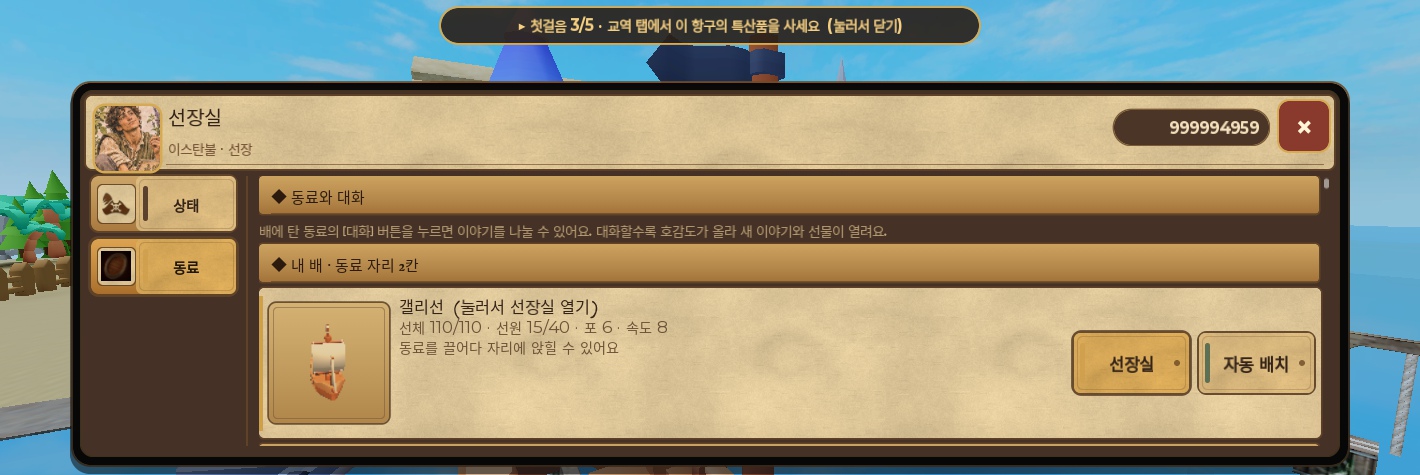 ▸ 첫걸음 3/5 · 교역 탭에서 이 항구의 특산품을 사세요 (눌러서 닫기)
선장실
이스탄불 · 선장
999994959
×
상태
동료
◆ 동료와 대화
배에 탄 동료의 [대화] 버튼을 누르면 이야기를 나눌 수 있어요. 대화할수록 호감도가 올라 새 이야기와 선물이 열려요.
◆ 내 배 · 동료 자리 2칸
갤리선 (눌러서 선장실 열기)
선체 110/110 · 선원 15/40 · 포 6 · 속도 8
동료를 끌어다 자리에 앉힐 수 있어요
선장실
자동 배치